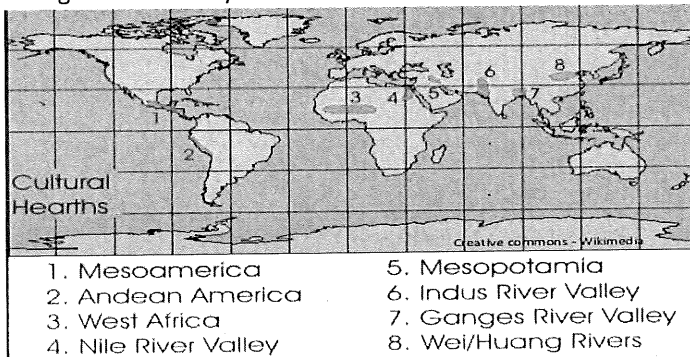 1
2
3
4
5
6
7
8
Cultural
Hearths
Creative commons - Wikimedia
1. Mesoamerica
2. Andean America
3. West Africa
4. Nile River Valley
5. Mesopotamia
6. Indus River Valley
7. Ganges River Valley
8. Wei/Huang Rivers